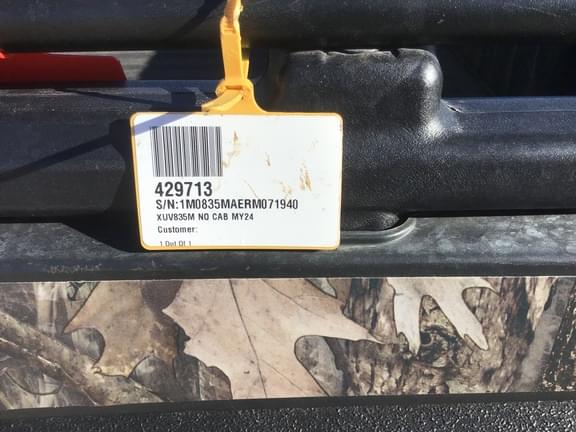 429713
S/N:1M0835MAERM071940
XUV835M NO CAB MY24
Customer:
1 Out Of 1